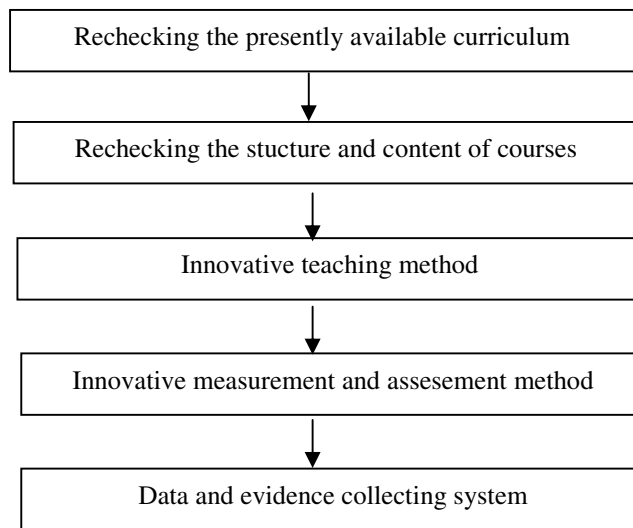 Rechecking the presently available curriculum
Rechecking the stucture and content of courses
Innovative teaching method
Innovative measurement and assesement method
Data and evidence collecting system